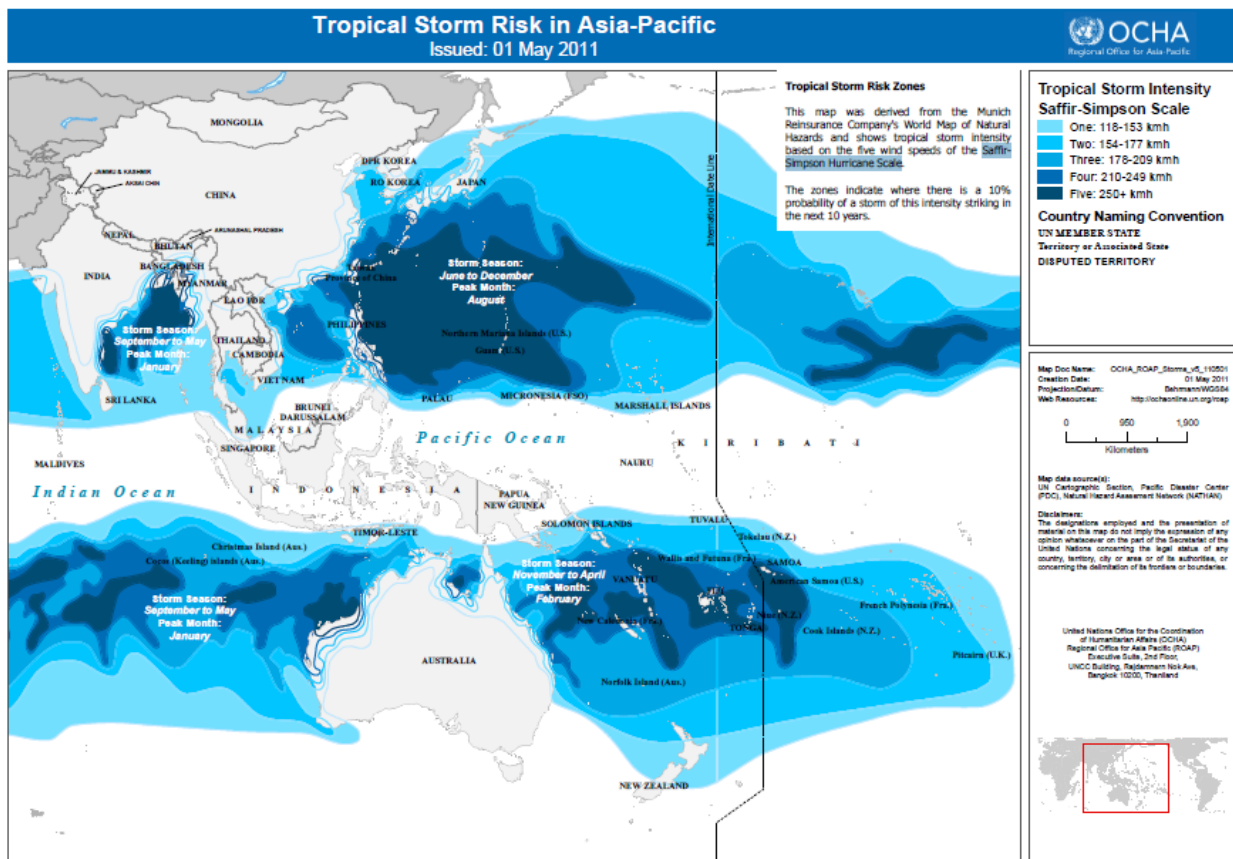 Tropical Storm Risk in Asia-Pacific
Issued: 01 May 2011
OCHA
Regional Office for Asia-Pacific
Tropical Storm Risk Zones
This map was derived from the Munich
Reinsurance Company's World Map of Natural
Hazards and shows tropical storm intensity
based on the five wind speeds of the Saffir-
Simpson Hurricane Scale.
The zones indicate where there is a 10%
probability of a storm of this intensity striking in
the next 10 years.
International Date Line
MONGOLIA
DPR KOREA
RO KOREA
JAPAN
JAMMU & KASHMIR
AKSAI CHIN
CHINA
NEPAL
BHUTAN
ARUNASHAL PRADESH
BANGLADESH
INDIA
MYANMAR
LAO PDR
Province of China
Storm Season:
June to December
Peak Month:
August
Storm Season:
September to May
Peak Month:
January
THAILAND
CAMBODIA
VIET NAM
PHILIPPINES
Northern Mariana Islands (U.S.)
Guam (U.S.)
SRI LANKA
PALAU
MICRONESIA (FSO)
MARSHALL ISLANDS
BRUNEI
DARUSSALAM
MALAYSIA
SINGAPORE
Pacific Ocean
KIRIBATI
MALDIVES
NAURU
Indian Ocean
INDONESIA
PAPUA
NEW GUINEA
SOLOMON ISLANDS
TUVALU
TIMOR-LESTE
Tokelau (N.Z.)
Christmas Island (Aus.)
Cocos (Keeling) islands (Aus.)
Wallis and Futuna (Fra.)
SAMOA
American Samoa (U.S.)
Storm Season:
September to May
Peak Month:
January
Storm Season:
November to April
Peak Month:
February
VANUATU
FIJI
Niue (N.Z.)
French Polynesia (Fra.)
New Caledonia (Fra.)
TONGA
Cook Islands (N.Z.)
Pitcairn (U.K.)
AUSTRALIA
Norfolk Island (Aus.)
NEW ZEALAND
Tropical Storm Intensity
Saffir-Simpson Scale
One: 118-153 kmh
Two: 154-177 kmh
Three: 178-209 kmh
Four: 210-249 kmh
Five: 250+ kmh
Country Naming Convention
UN MEMBER STATE
Territory or Associated State
DISPUTED TERRITORY
Map Doc Name: OCHA_ROAP_Storms_v5_110501
Creation Date: 01 May 2011
Projection/Datum: Behrmann/WGS84
Web Resources: http://ochaonline.un.org/roap
0 950 1,900
Kilometers
Map data source(s):
UN Cartographic Section, Pacific Disaster Center
(PDC), Natural Hazard Assessment Network (NATHAN)
Disclaimers:
The designations employed and the presentation of
material on this map do not imply the expression of any
opinion whatsoever on the part of the Secretariat of the
United Nations concerning the legal status of any
country, territory, city or area or of its authorities, or
concerning the delimitation of its frontiers or boundaries.
United Nations Office for the Coordination
of Humanitarian Affairs (OCHA)
Regional Office for Asia Pacific (ROAP)
Executive Suite, 2nd Floor,
UNCC Building, Rajdamnern Nok Ave,
Bangkok 10200, Thailand